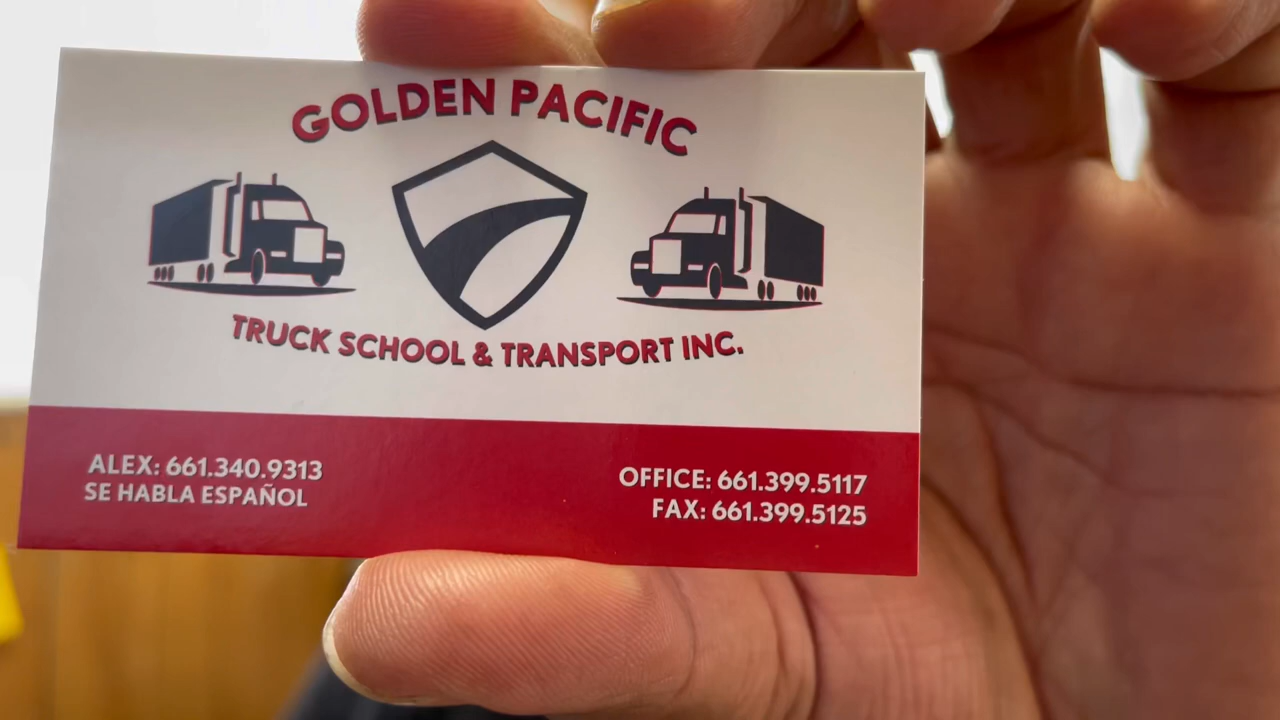 GOLDEN PACIFIC
TRUCK SCHOOL & TRANSPORT INC.
ALEX: 661.340.9313
SE HABLA ESPAÑOL
OFFICE: 661.399.5117
FAX: 661.399.5125